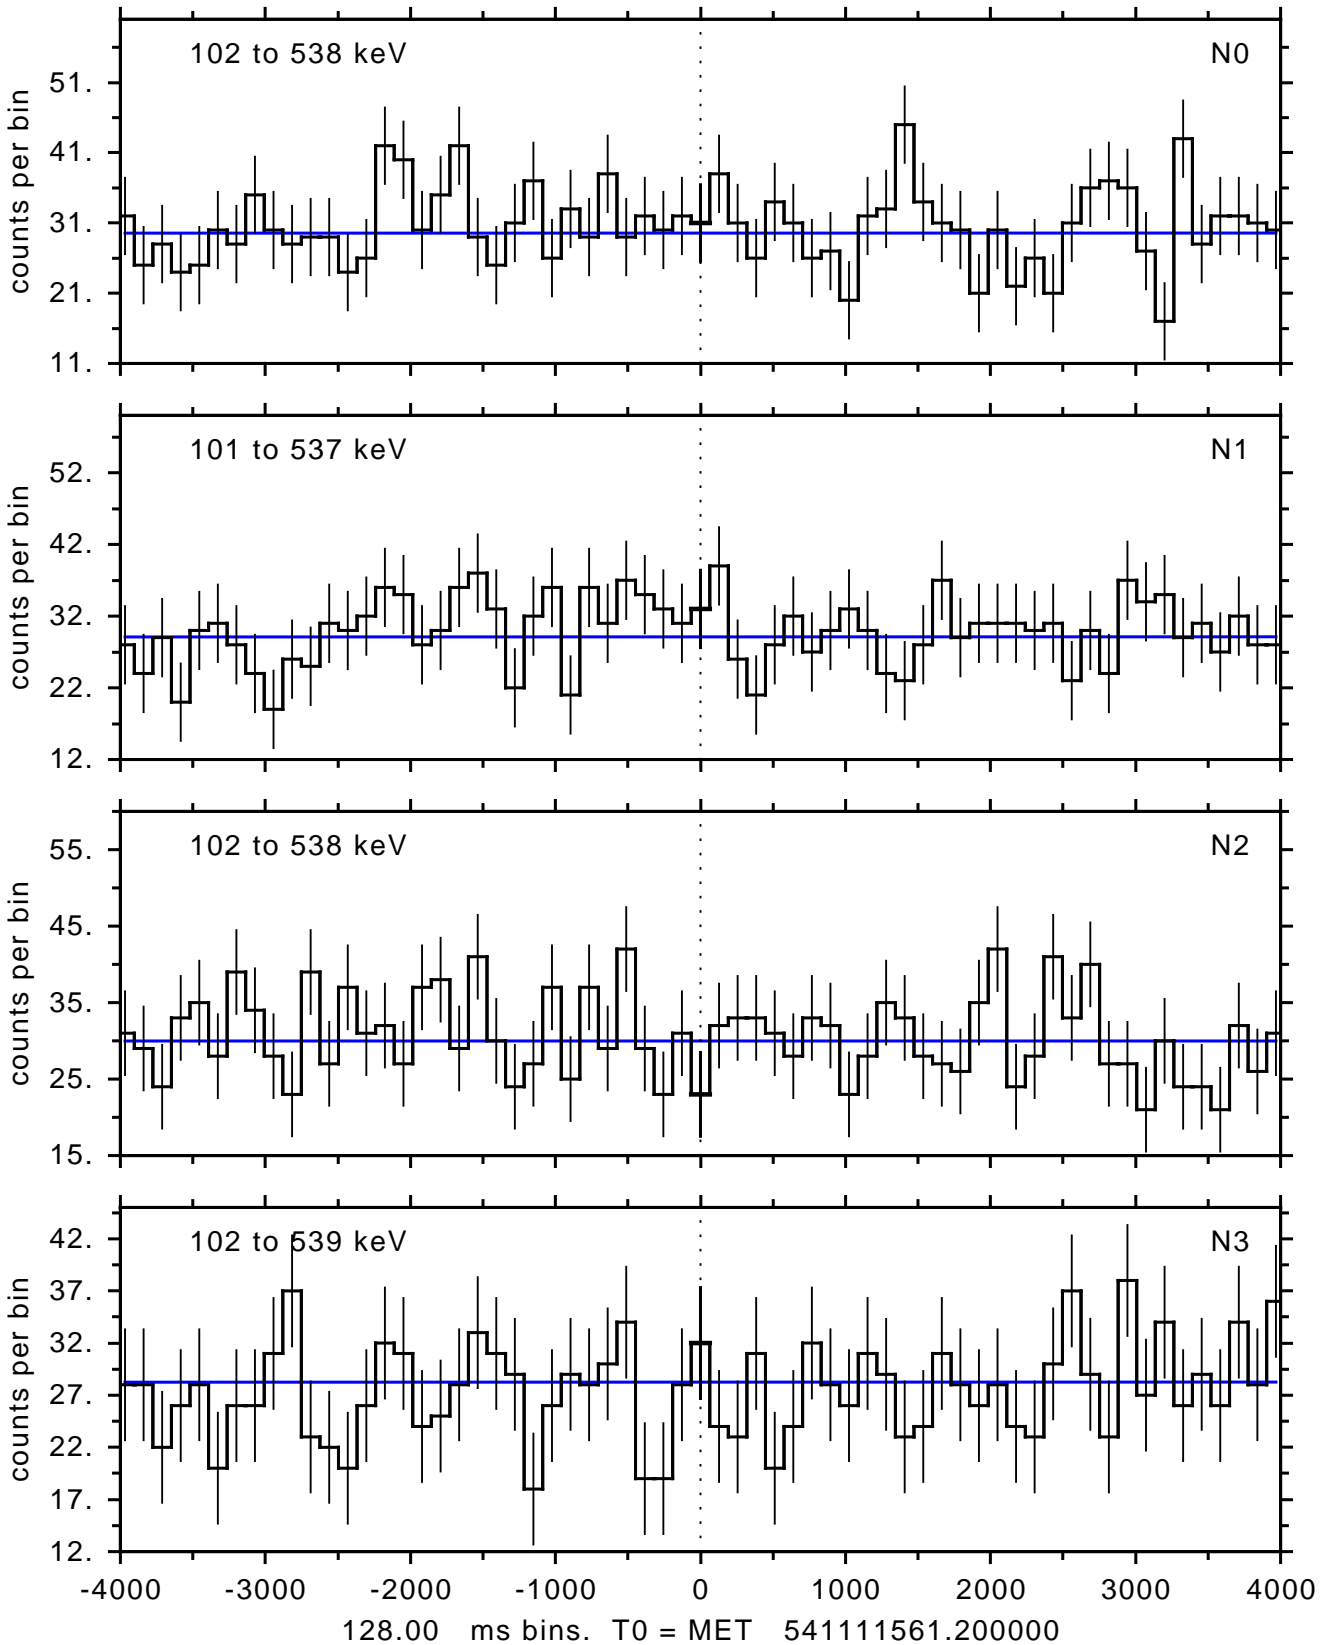 102 to 538 keV N0
51.
41.
31.
21.
11.
counts per bin
101 to 537 keV N1
52.
42.
32.
22.
12.
counts per bin
102 to 538 keV N2
55.
45.
35.
25.
15.
counts per bin
102 to 539 keV N3
42.
37.
32.
27.
22.
17.
12.
counts per bin
-4000 -3000 -2000 -1000 0 1000 2000 3000 4000
128.00 ms bins. T0 = MET 541111561.200000